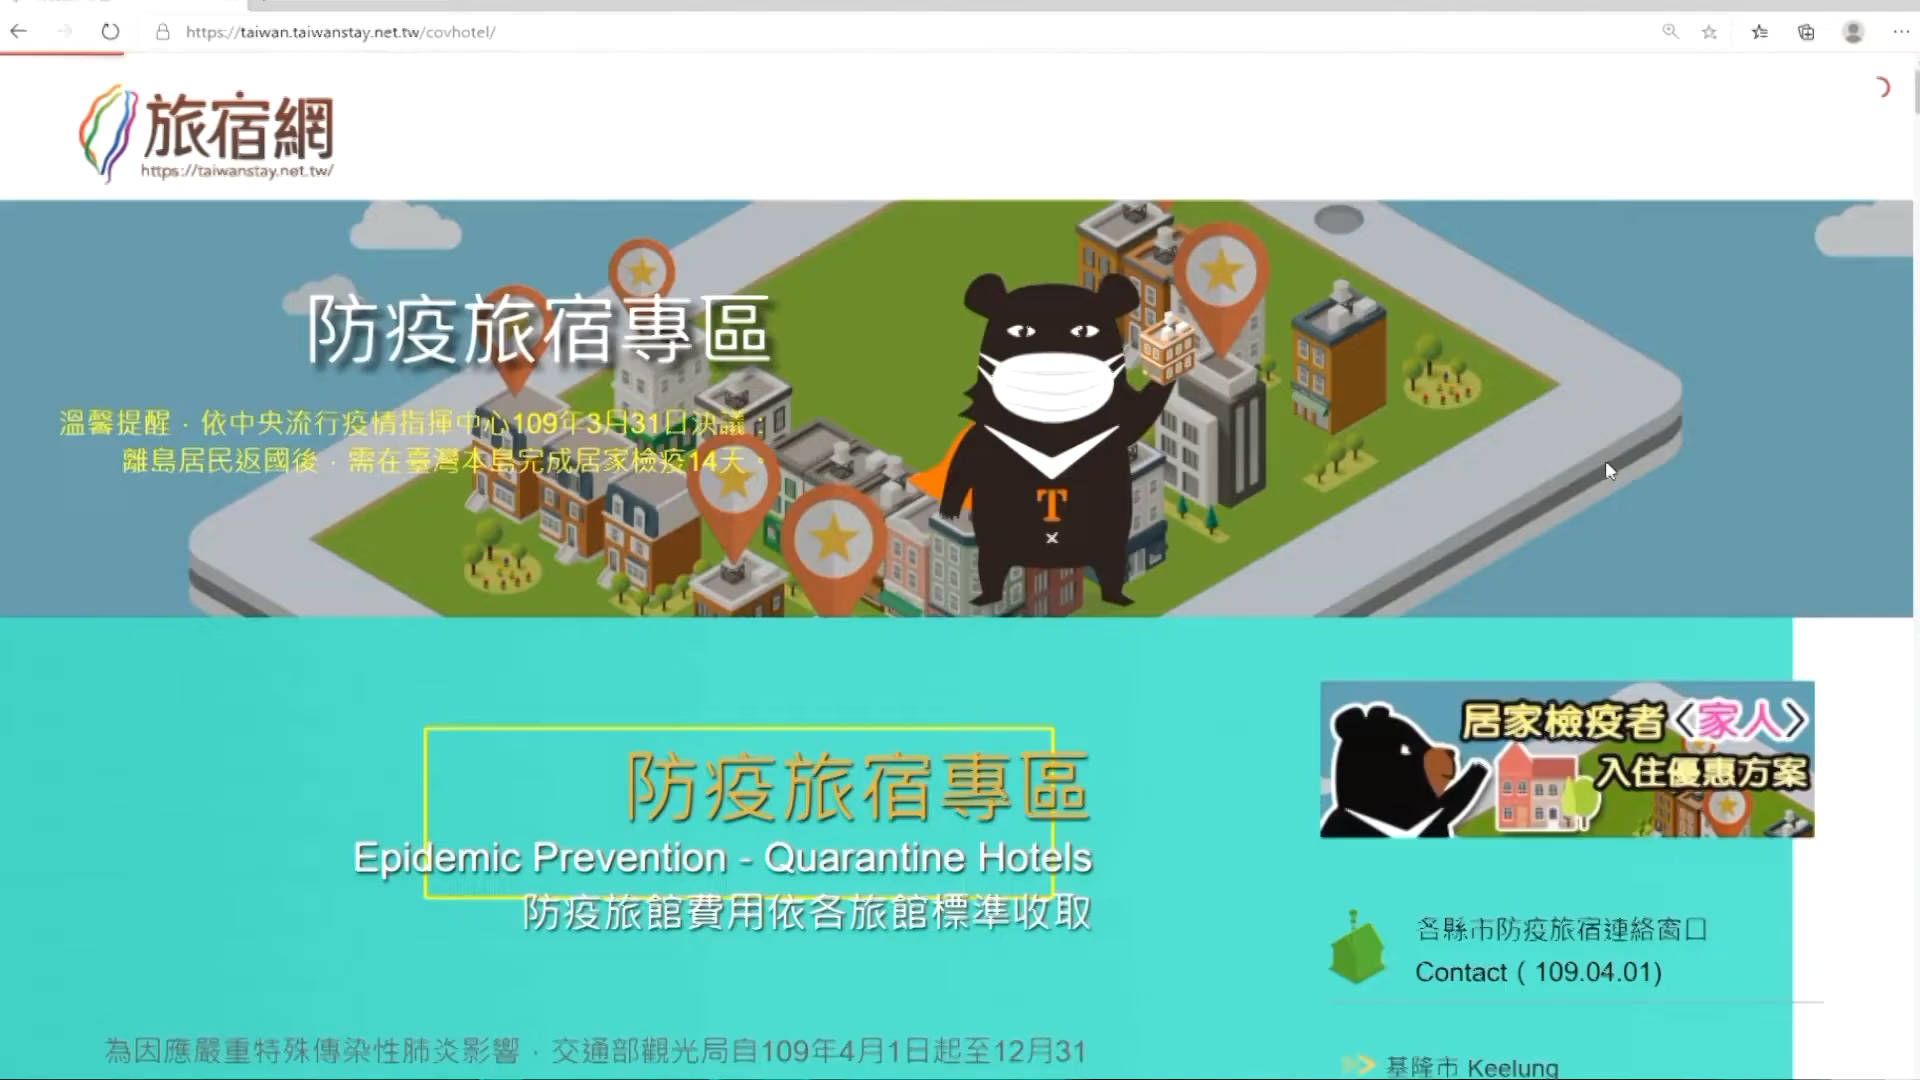 https://taiwan.taiwanstay.net.tw/covhotel/
旅宿網
https://taiwanstay.net.tw/
防疫旅宿專區
溫馨提醒，依中央流行疫情指揮中心109年3月31日決議：
離島居民返國後，需在臺灣本島完成居家檢疫14天。
T
居家檢疫者〈家人〉
入住優惠方案
防疫旅宿專區
Epidemic Prevention - Quarantine Hotels
防疫旅館費用依各旅館標準收取
各縣市防疫旅宿連絡窗口
Contact ( 109.04.01)
為因應嚴重特殊傳染性肺炎影響，交通部觀光局自109年4月1日起至12月31
基隆市 Keelung